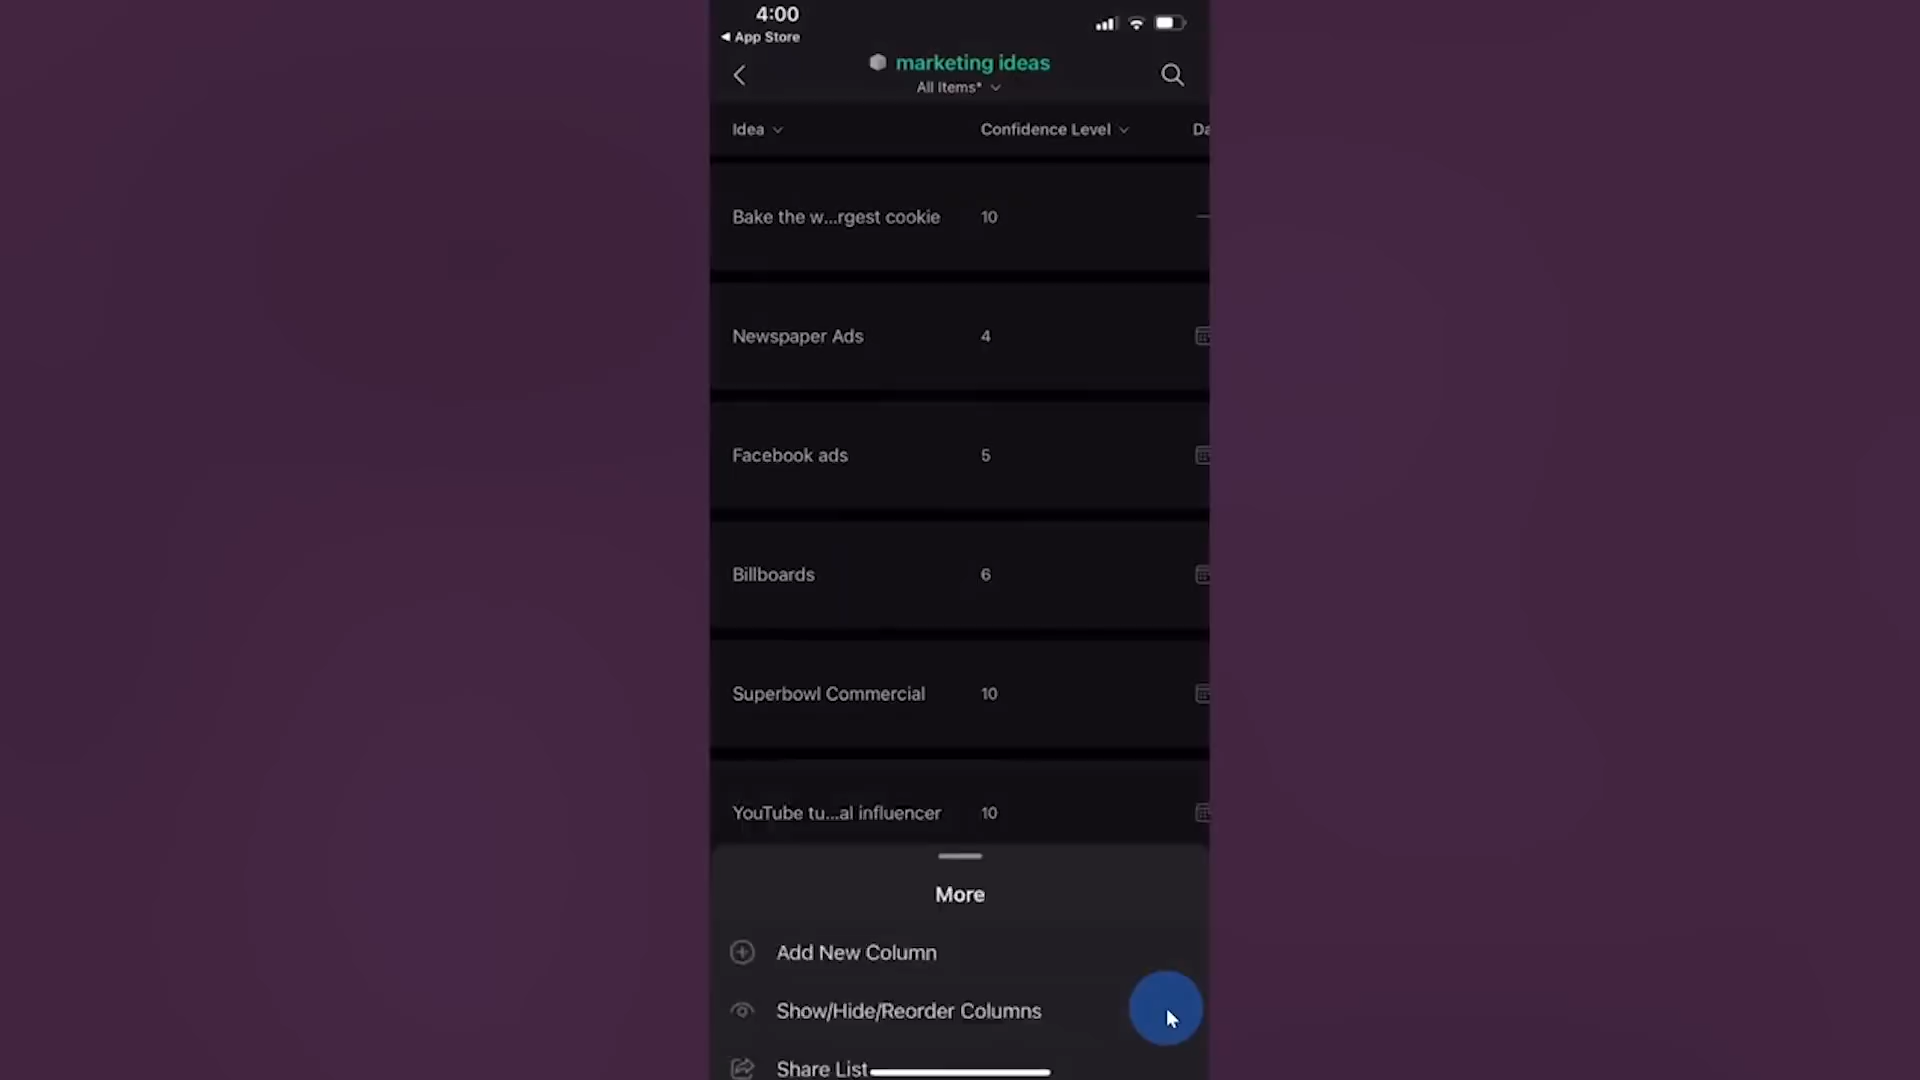 4:00
App Store
marketing ideas
All Items*
Idea Confidence Level Da
Bake the w...rgest cookie 10
Newspaper Ads 4
Facebook ads 5
Billboards 6
Superbowl Commercial 10
YouTube tu...al influencer 10
More
Add New Column
Show/Hide/Reorder Columns
Share List